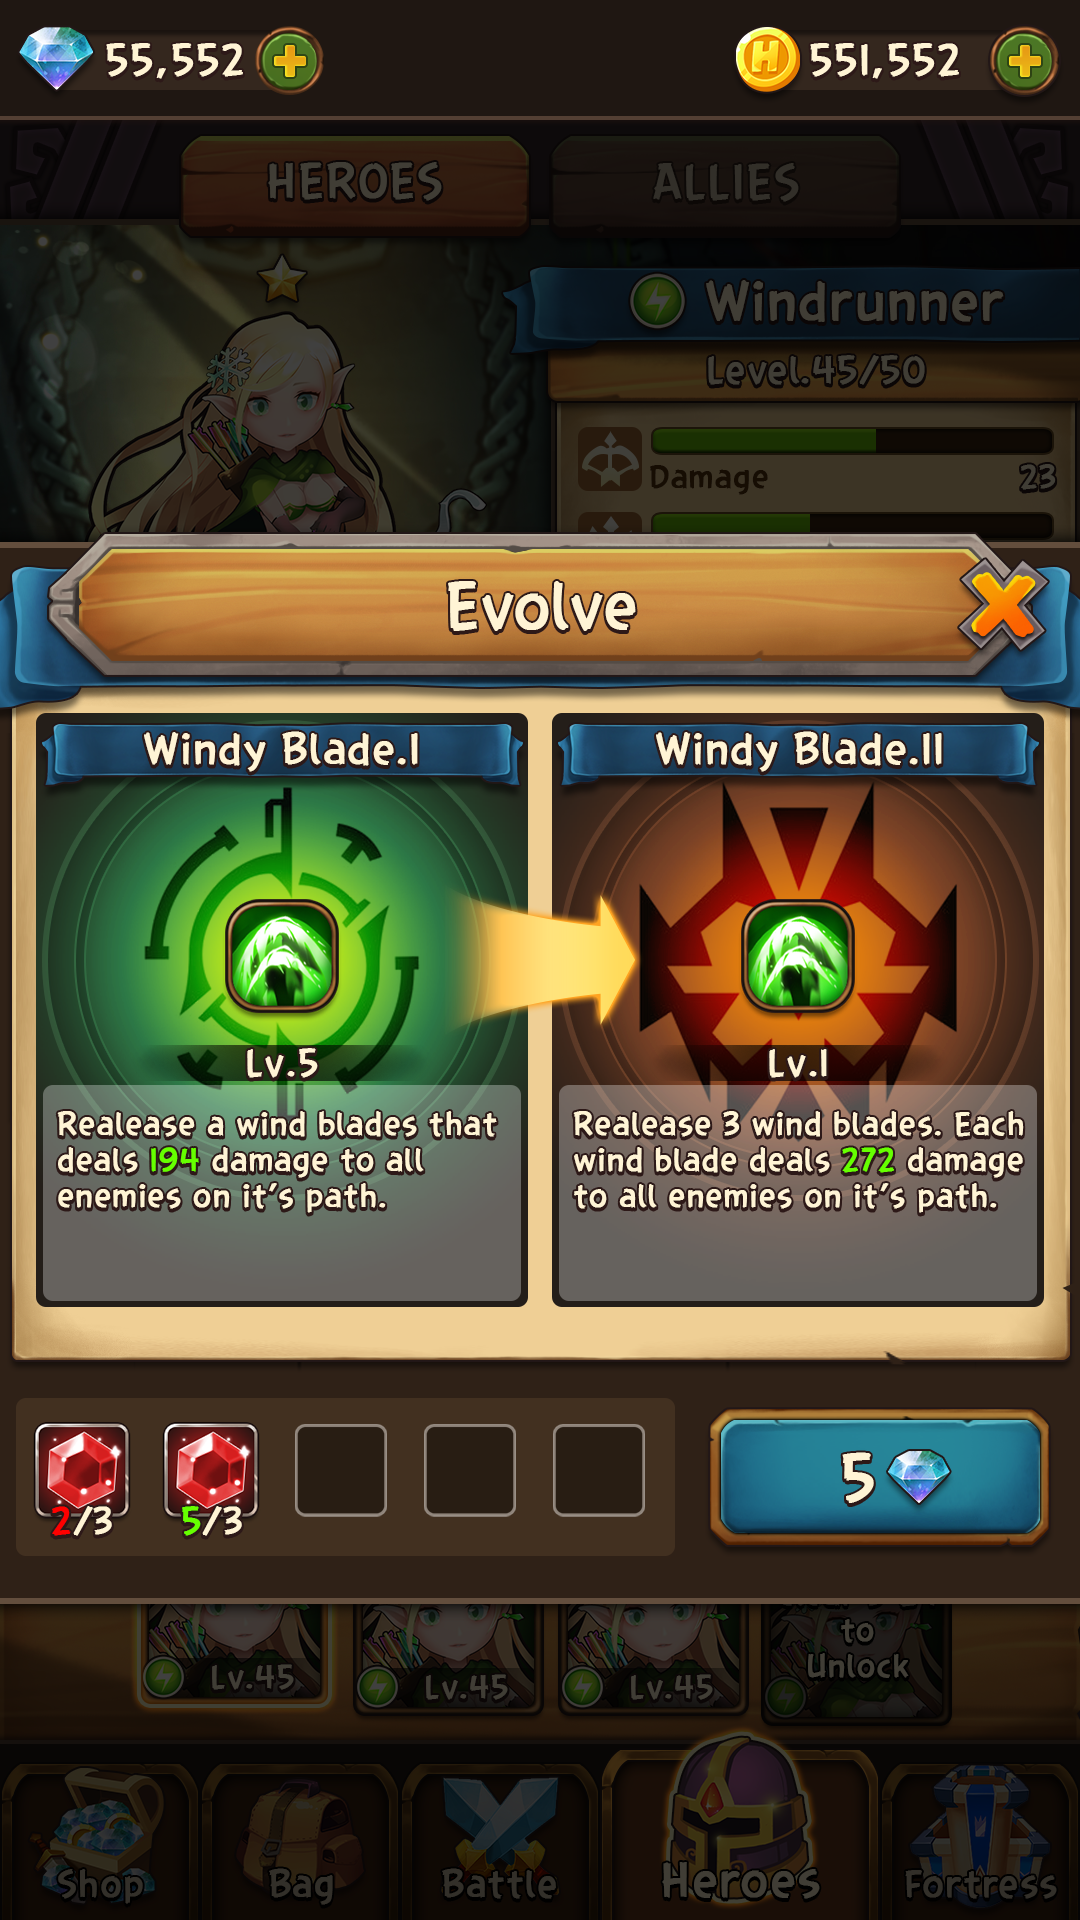 55,552
551,552
HEROES
ALLIES
Windrunner
Level.45/50
Damage
23
Evolve
Windy Blade.I
Windy Blade.II
Lv.5
Lv.1
Realease a wind blades that
deals 194 damage to all
enemies on it's path.
Realease 3 wind blades. Each
wind blade deals 272 damage
to all enemies on it's path.
2/3
5/3
5
to
Unlock
Lv.45
Lv.45
Lv.45
Shop
Bag
Battle
Heroes
Fortress